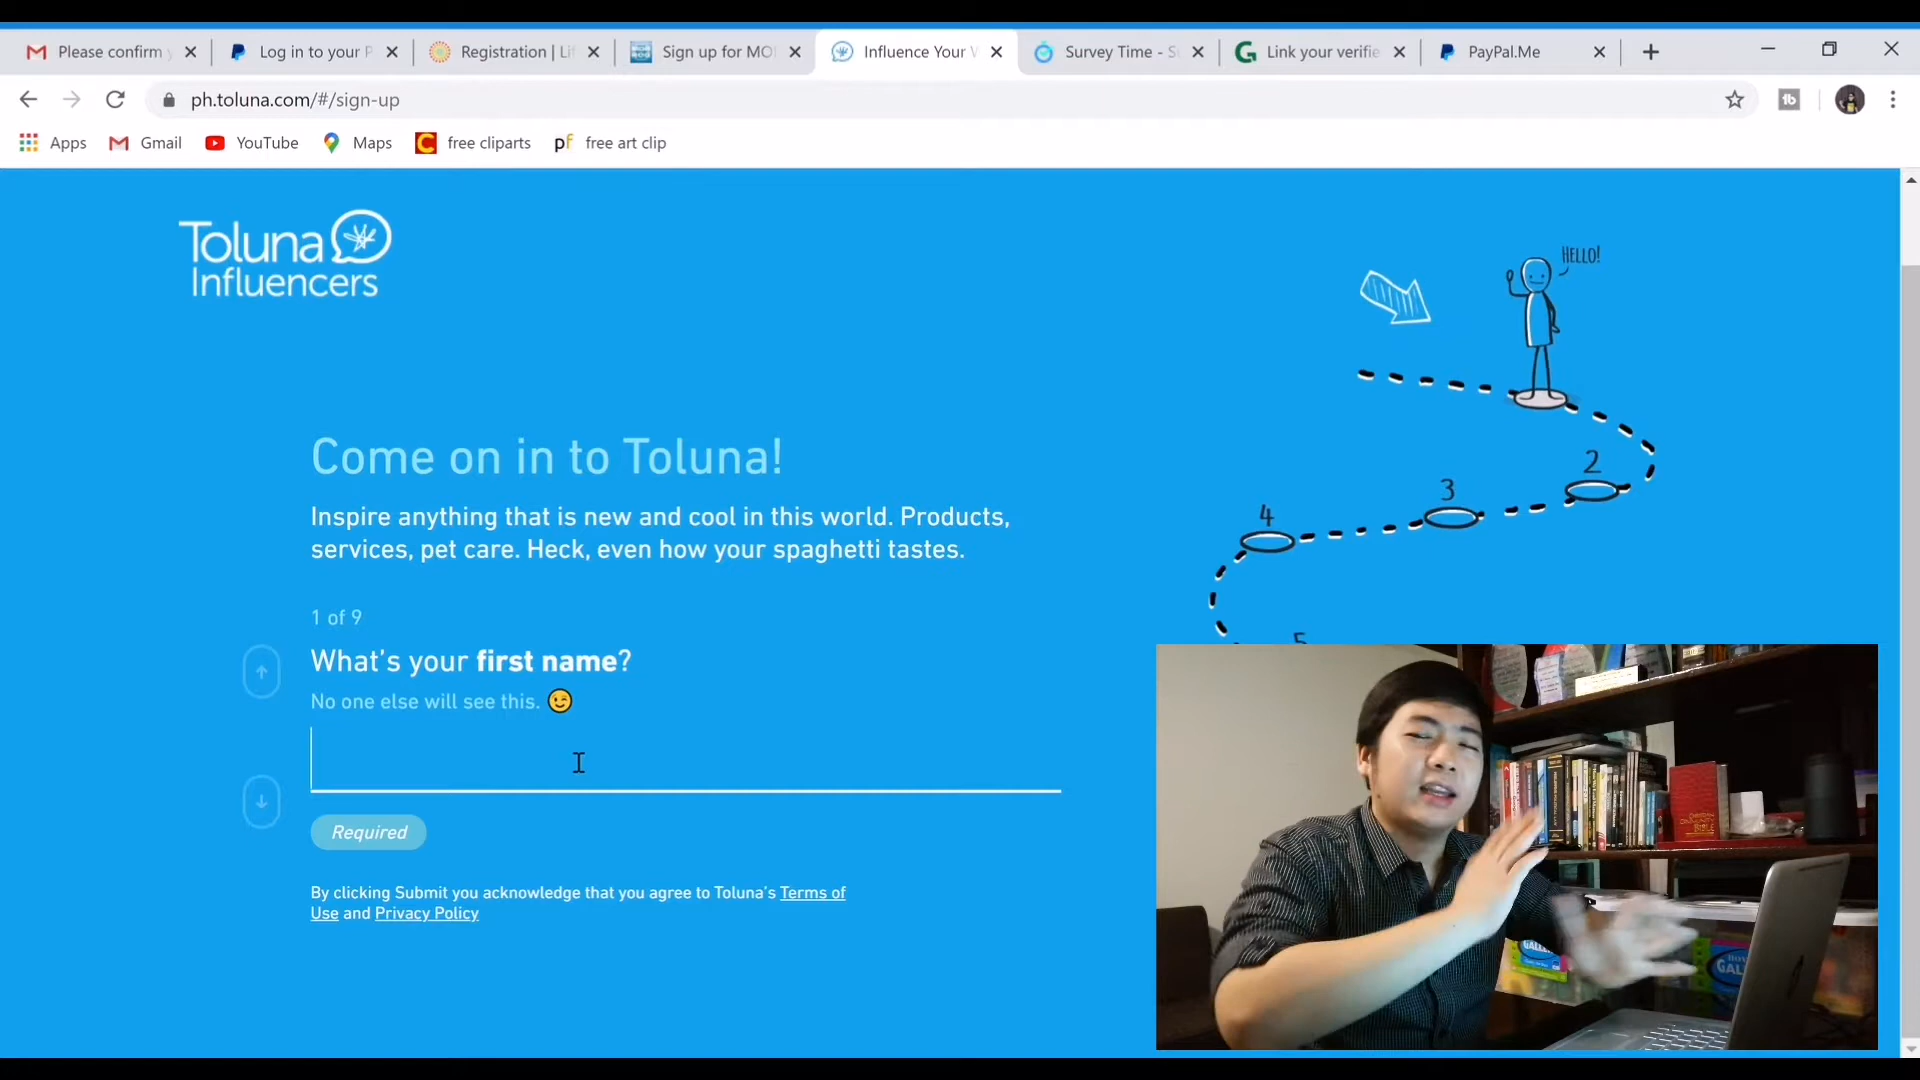 Please confirm y
Log in to your P
Registration | Lif
Sign up for MO
Influence Your W
Survey Time - S
Link your verifie
PayPal.Me
ph.toluna.com/#/sign-up
Apps
Gmail
YouTube
Maps
free cliparts
pf free art clip
Toluna
Influencers
HELLO!
Come on in to Toluna!
Inspire anything that is new and cool in this world. Products,
services, pet care. Heck, even how your spaghetti tastes.
2
3
4
5
1 of 9
What's your first name?
No one else will see this. 😉
Required
By clicking Submit you acknowledge that you agree to Toluna's Terms of
Use and Privacy Policy
BIBLE